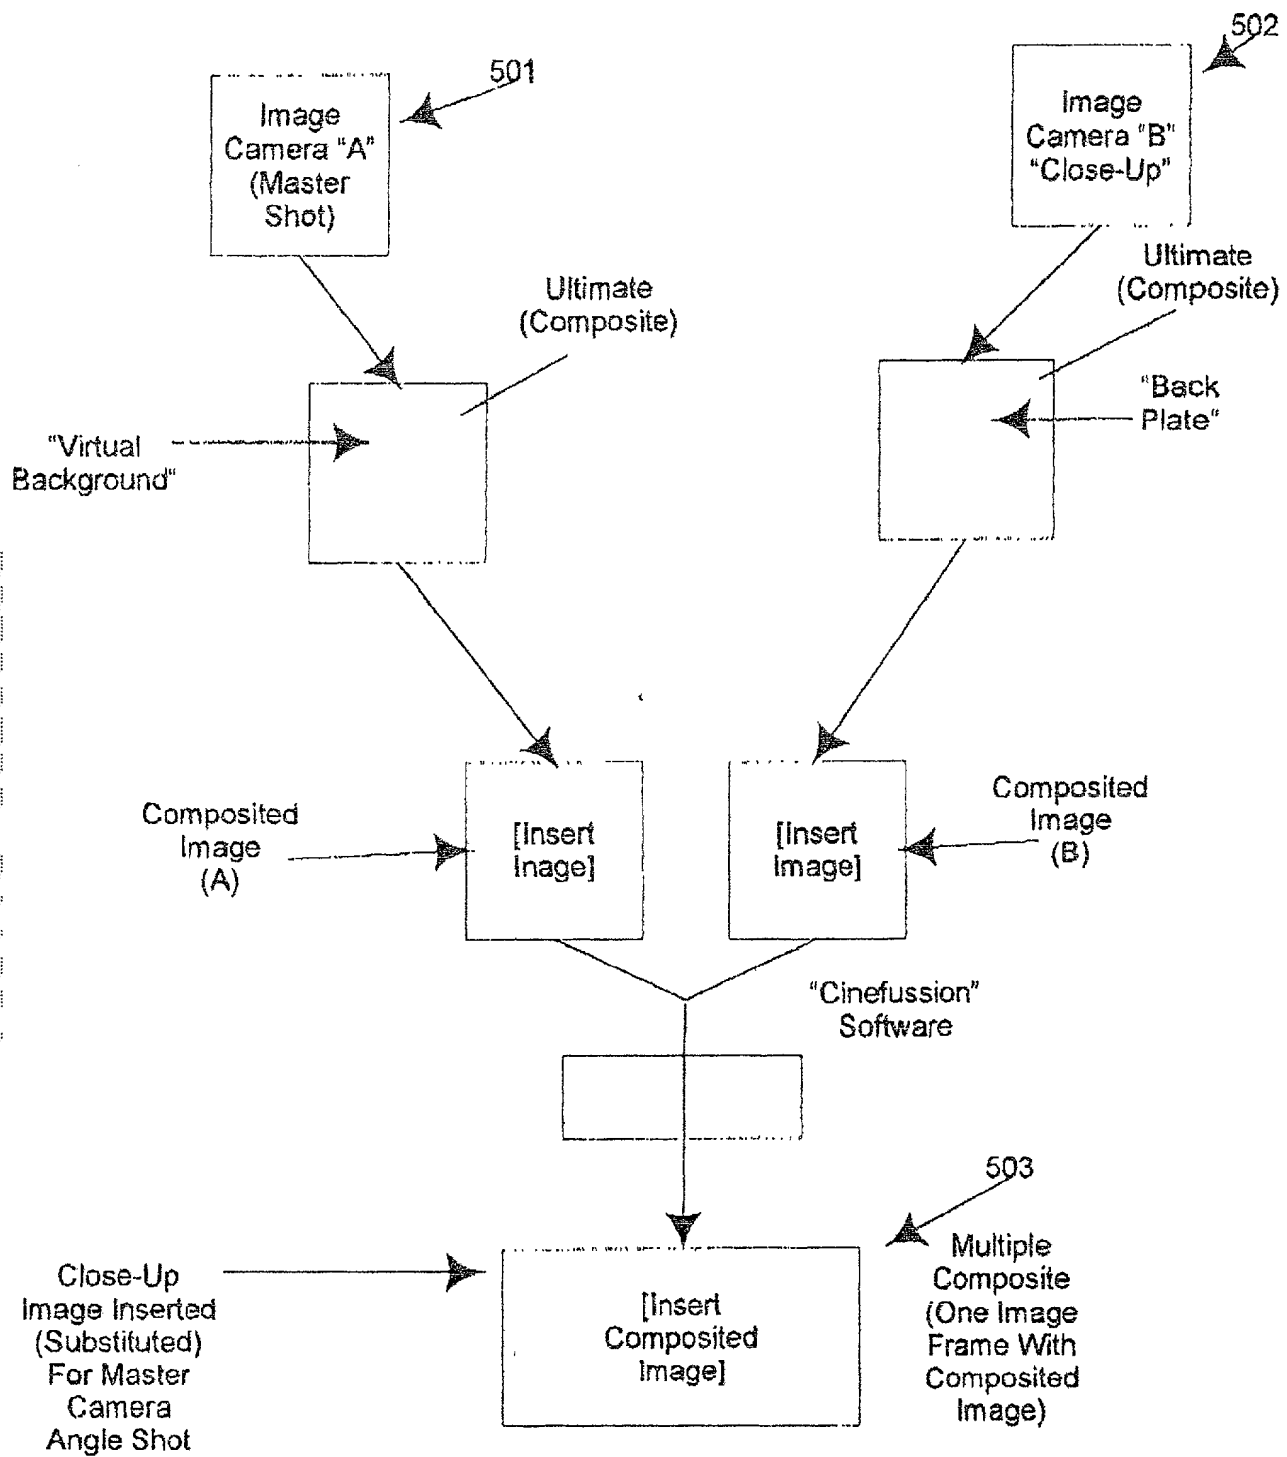 502
501
Image
Camera "A"
(Master
Shot)
Image
Camera "B"
"Close-Up"
Ultimate
(Composite)
Ultimate
(Composite)
"Virtual
Background"
"Back
Plate"
Composited
Image
(A)
[Insert
Inage]
[Insert
Image]
Composited
Image
(B)
"Cinefussion"
Software
503
Close-Up
Image Inserted
(Substituted)
For Master
Camera
Angle Shot
[Insert
Composited
Image]
Multiple
Composite
(One Image
Frame With
Composited
Image)